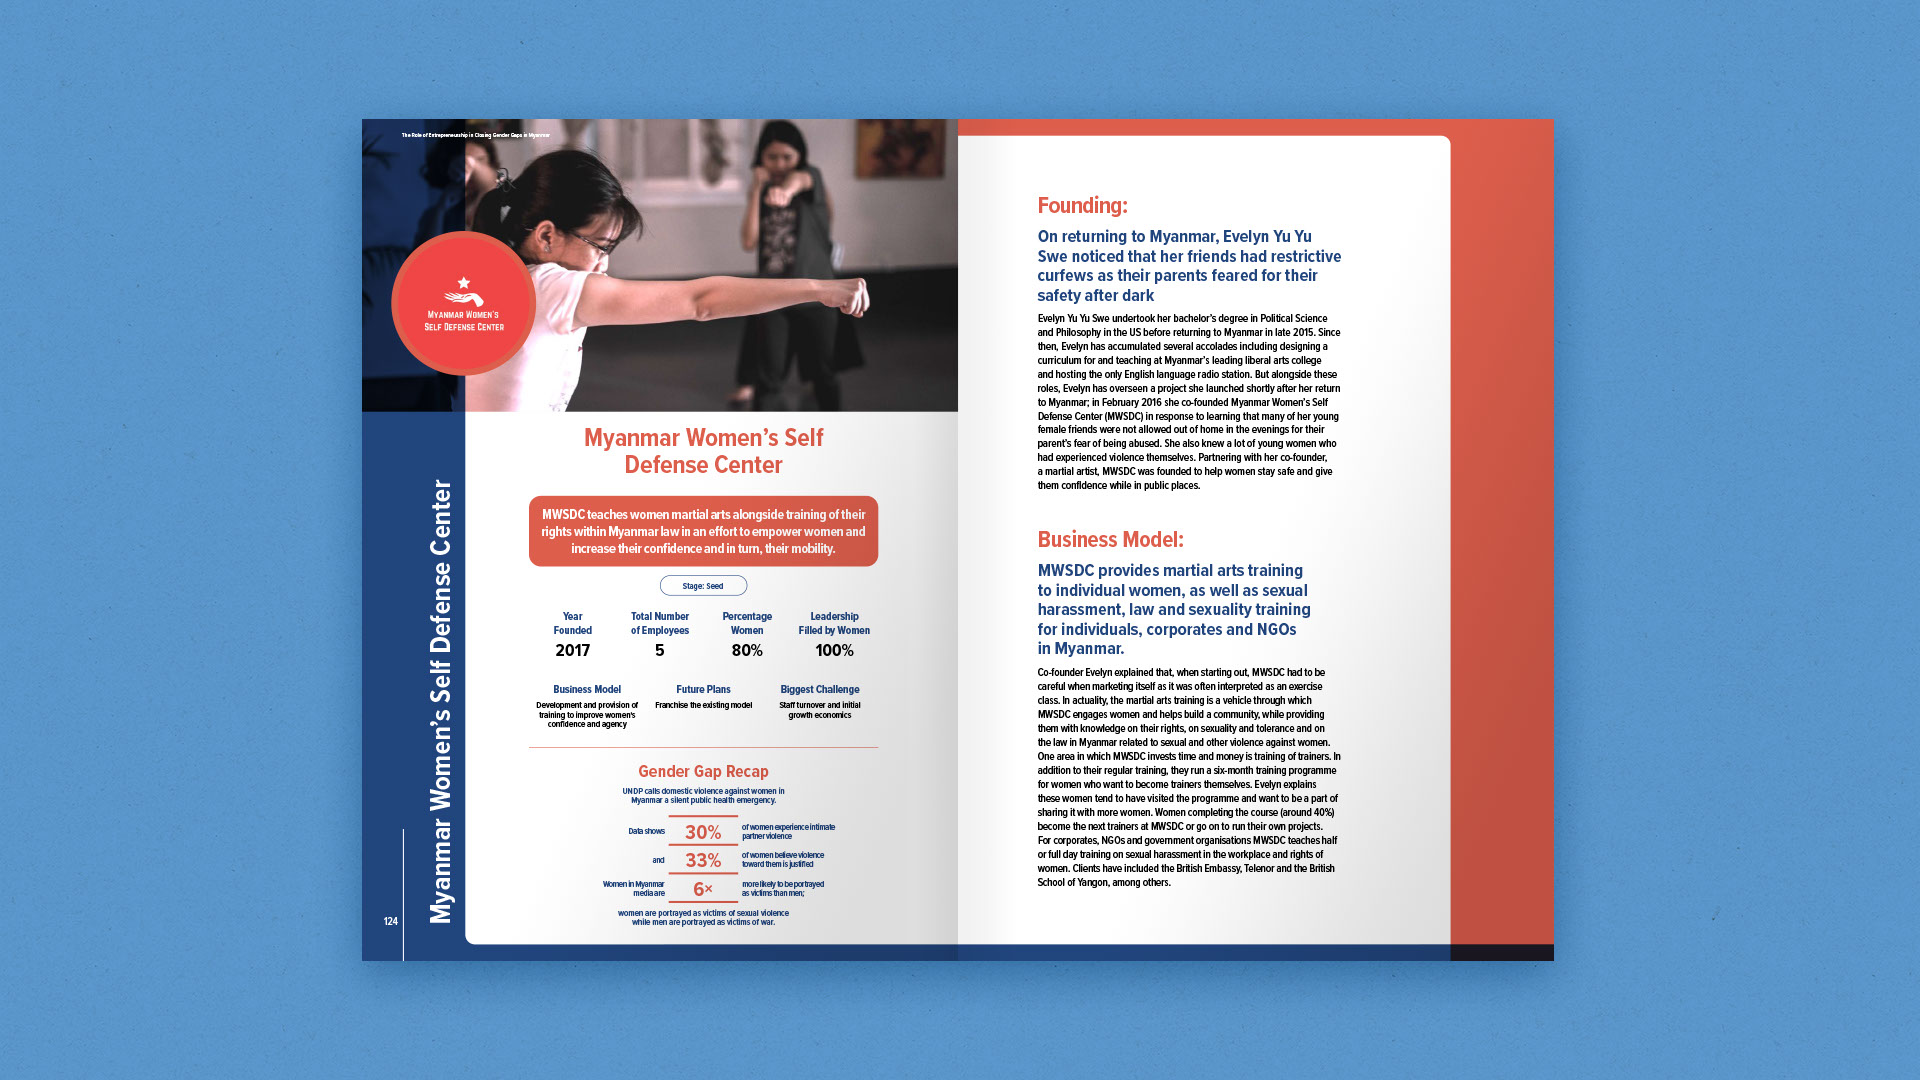 The Role of Entrepreneurship in Closing Gender Gaps in Myanmar
Myanmar Women's
Self Defense Center
Myanmar Women's Self Defense Center
124
Myanmar Women's Self
Defense Center
MWSDC teaches women martial arts alongside training of their
rights within Myanmar law in an effort to empower women and
increase their confidence and in turn, their mobility.
Stage: Seed
Year
Founded
2017
Total Number
of Employees
5
Percentage
Women
80%
Leadership
Filled by Women
100%
Business Model
Development and provision of
training to improve women's
confidence and agency
Future Plans
Franchise the existing model
Biggest Challenge
Staff turnover and initial
growth economics
Gender Gap Recap
UNDP calls domestic violence against women in
Myanmar a silent public health emergency.
Data shows
30%
of women experience intimate
partner violence
and
33%
of women believe violence
toward them is justified
Women in Myanmar
media are
6×
more likely to be portrayed
as victims than men;
women are portrayed as victims of sexual violence
while men are portrayed as victims of war.
Founding:
On returning to Myanmar, Evelyn Yu Yu
Swe noticed that her friends had restrictive
curfews as their parents feared for their
safety after dark
Evelyn Yu Yu Swe undertook her bachelor's degree in Political Science
and Philosophy in the US before returning to Myanmar in late 2015. Since
then, Evelyn has accumulated several accolades including designing a
curriculum for and teaching at Myanmar's leading liberal arts college
and hosting the only English language radio station. But alongside these
roles, Evelyn has overseen a project she launched shortly after her return
to Myanmar; in February 2016 she co-founded Myanmar Women's Self
Defense Center (MWSDC) in response to learning that many of her young
female friends were not allowed out of home in the evenings for their
parent's fear of being abused. She also knew a lot of young women who
had experienced violence themselves. Partnering with her co-founder,
a martial artist, MWSDC was founded to help women stay safe and give
them confidence while in public places.
Business Model:
MWSDC provides martial arts training
to individual women, as well as sexual
harassment, law and sexuality training
for individuals, corporates and NGOs
in Myanmar.
Co-founder Evelyn explained that, when starting out, MWSDC had to be
careful when marketing itself as it was often interpreted as an exercise
class. In actuality, the martial arts training is a vehicle through which
MWSDC engages women and helps build a community, while providing
them with knowledge on their rights, on sexuality and tolerance and on
the law in Myanmar related to sexual and other violence against women.
One area in which MWSDC invests time and money is training of trainers. In
addition to their regular training, they run a six-month training programme
for women who want to become trainers themselves. Evelyn explains
these women tend to have visited the programme and want to be a part of
sharing it with more women. Women completing the course (around 40%)
become the next trainers at MWSDC or go on to run their own projects.
For corporates, NGOs and government organisations MWSDC teaches half
or full day training on sexual harassment in the workplace and rights of
women. Clients have included the British Embassy, Telenor and the British
School of Yangon, among others.